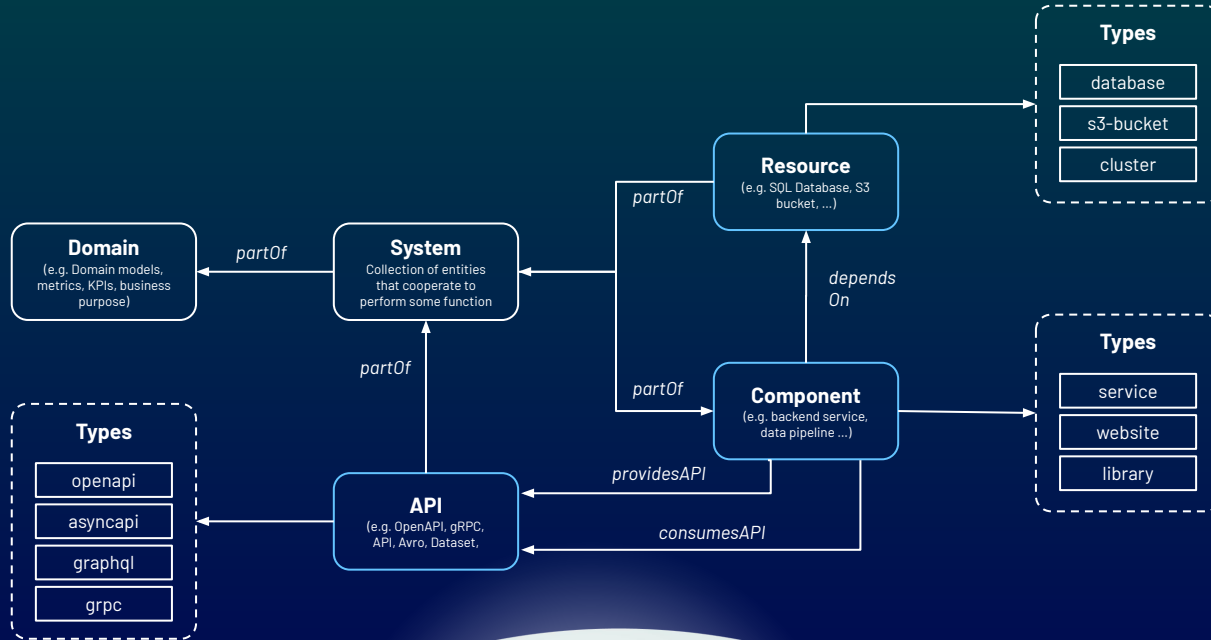 Types
database
s3-bucket
cluster
Resource
(e.g. SQL Database, S3
bucket, ...)
partOf
Domain
(e.g. Domain models,
metrics, KPIs, business
purpose)
partOf
System
Collection of entities
that cooperate to
perform some function
depends
On
partOf
partOf
Component
(e.g. backend service,
data pipeline ...)
Types
service
website
library
Types
openapi
asyncapi
graphql
grpc
API
(e.g. OpenAPI, gRPC,
API, Avro, Dataset,
providesAPI
consumesAPI